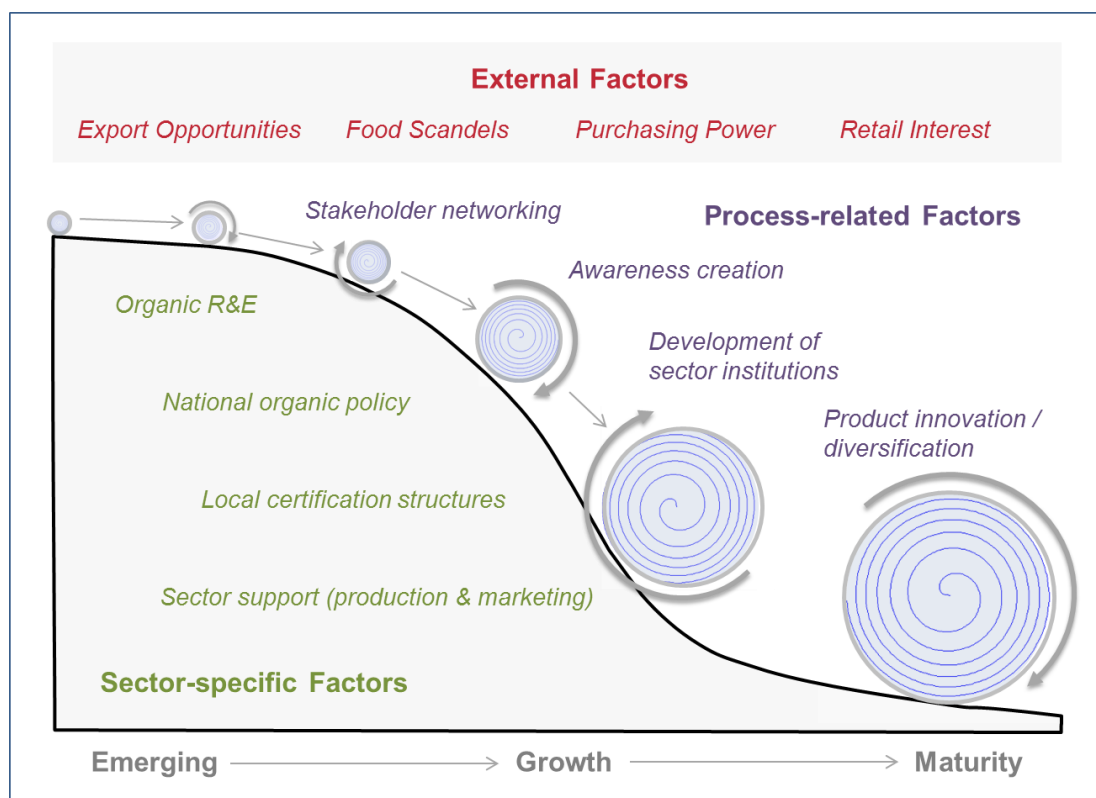 External Factors
Export Opportunities
Food Scandels
Purchasing Power
Retail Interest
Stakeholder networking
Process-related Factors
Awareness creation
Organic R&E
Development of
sector institutions
National organic policy
Product innovation /
diversification
Local certification structures
Sector support (production & marketing)
Sector-specific Factors
Emerging
Growth
Maturity